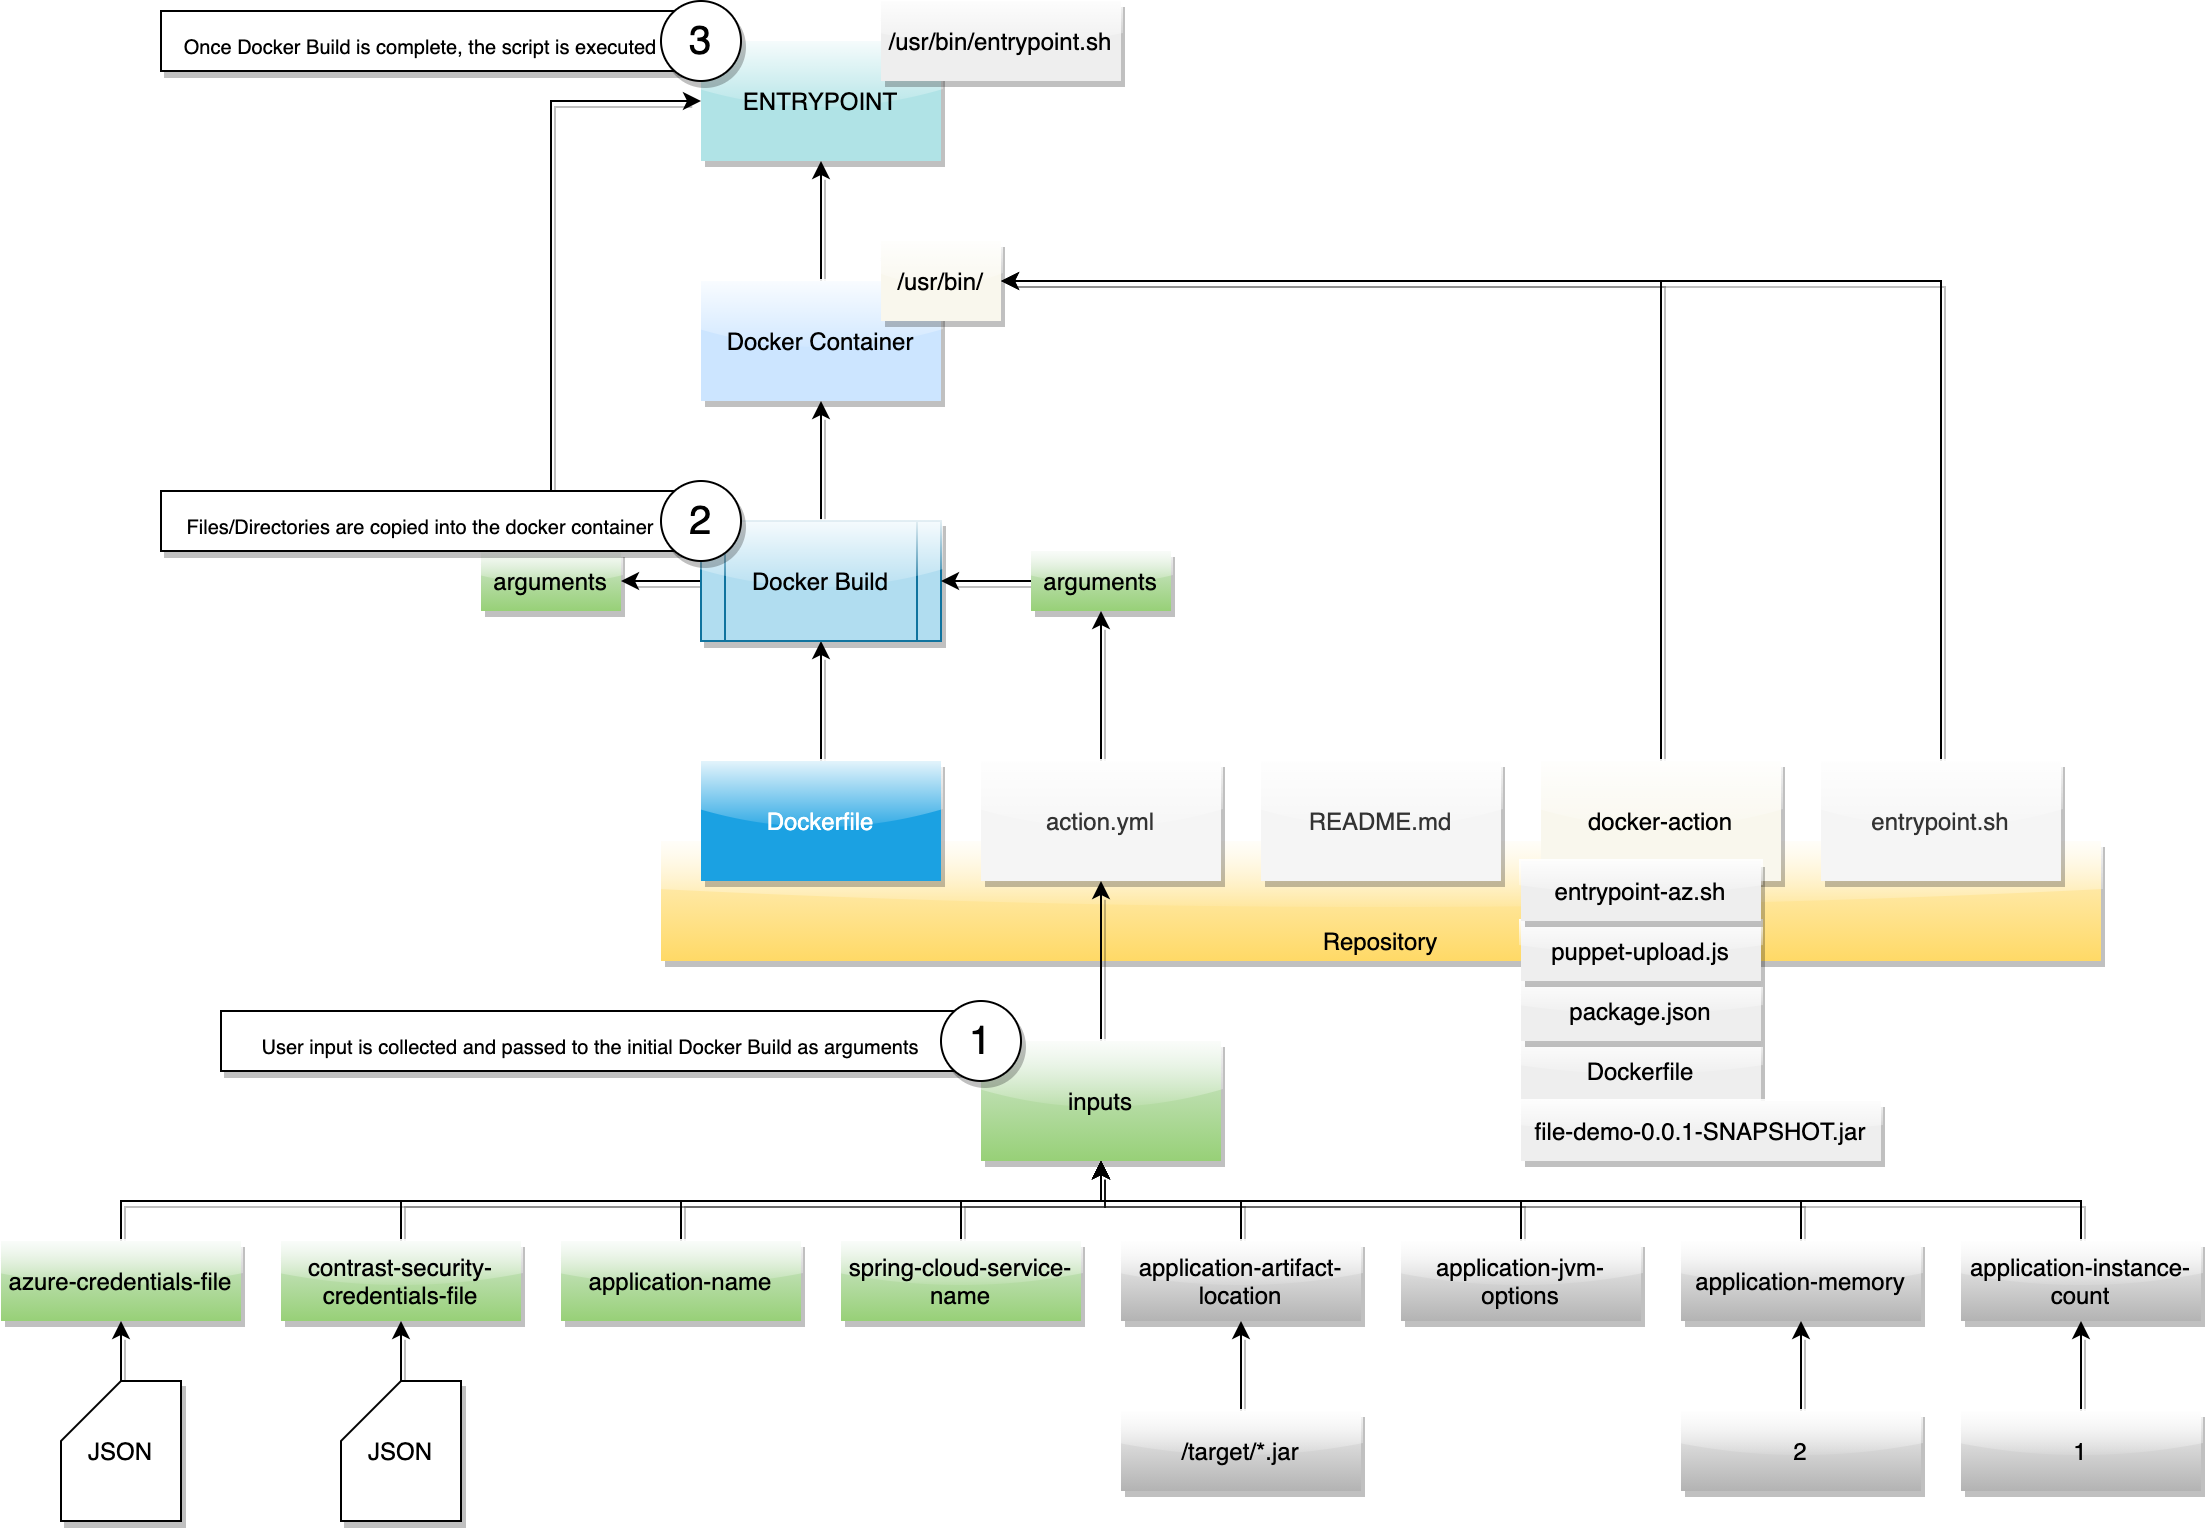 Once Docker Build is complete, the script is executed
3
/usr/bin/entrypoint.sh
ENTRYPOINT
/usr/bin/
Docker Container
Files/Directories are copied into the docker container
2
arguments
Docker Build
arguments
Dockerfile
action.yml
README.md
docker-action
entrypoint.sh
entrypoint-az.sh
Repository
puppet-upload.js
package.json
User input is collected and passed to the initial Docker Build as arguments
1
Dockerfile
inputs
file-demo-0.0.1-SNAPSHOT.jar
azure-credentials-file
contrast-security-
credentials-file
application-name
spring-cloud-service-
name
application-artifact-
location
application-jvm-
options
application-memory
application-instance-
count
JSON
JSON
/target/*.jar
2
1